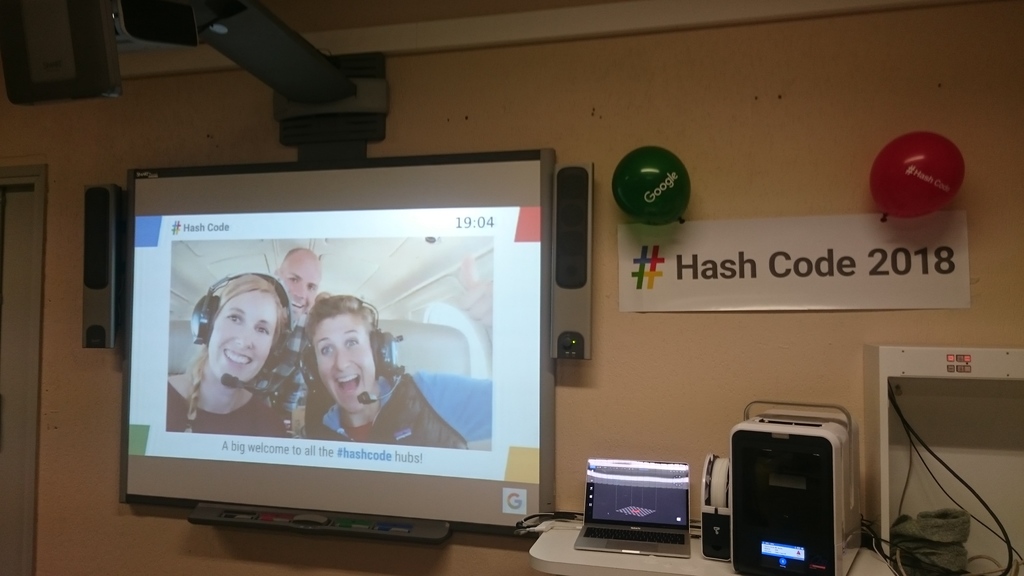 # Hash Code
19:04
A big welcome to all the #hashcode hubs!
G
Google
#Hash Code
# Hash Code 2018